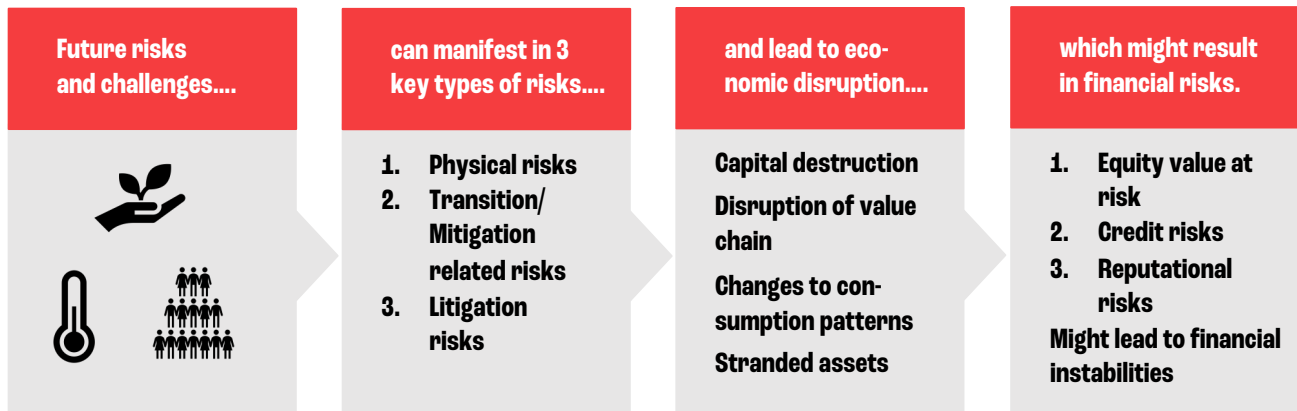 Future risks
and challenges....
can manifest in 3
key types of risks....
1. Physical risks
2. Transition/
Mitigation
related risks
3. Litigation
risks
and lead to eco-
nomic disruption....
Capital destruction
Disruption of value
chain
Changes to con-
sumption patterns
Stranded assets
which might result
in financial risks.
1. Equity value at
risk
2. Credit risks
3. Reputational
risks
Might lead to financial
instabilities